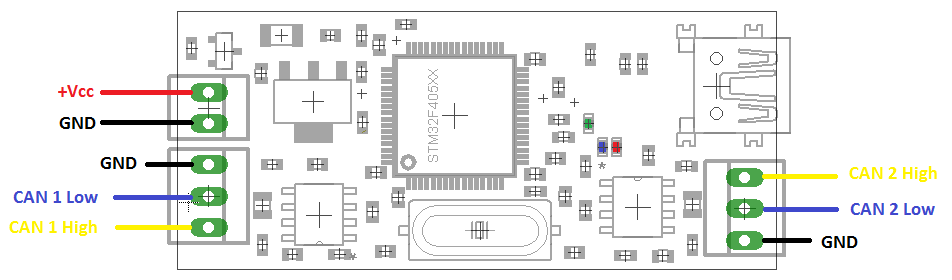 +Vcc
GND
GND
CAN 1 Low
CAN 1 High
STM32F405XX
CAN 2 High
CAN 2 Low
GND